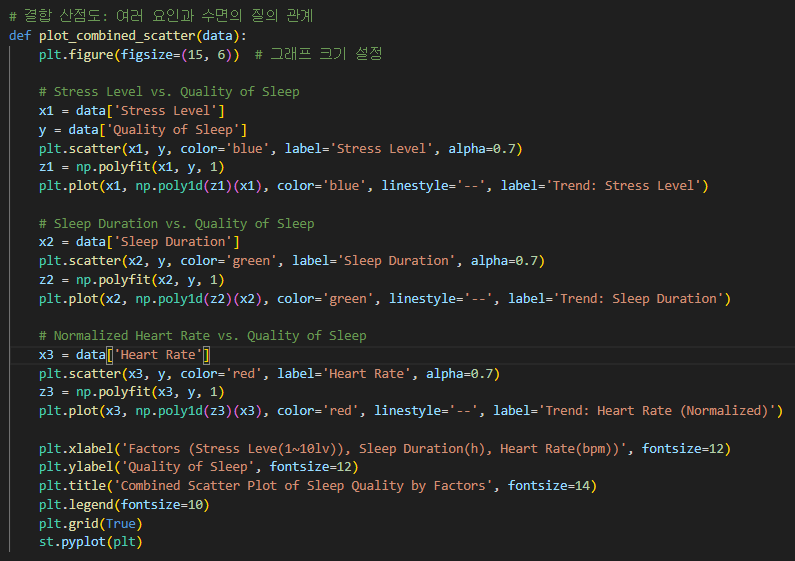 # 결합 산점도: 여러 요인과 수면의 질의 관계
def plot_combined_scatter(data):
    plt.figure(figsize=(15, 6))  # 그래프 크기 설정

    # Stress Level vs. Quality of Sleep
    x1 = data['Stress Level']
    y = data['Quality of Sleep']
    plt.scatter(x1, y, color='blue', label='Stress Level', alpha=0.7)
    z1 = np.polyfit(x1, y, 1)
    plt.plot(x1, np.poly1d(z1)(x1), color='blue', linestyle='--', label='Trend: Stress Level')

    # Sleep Duration vs. Quality of Sleep
    x2 = data['Sleep Duration']
    plt.scatter(x2, y, color='green', label='Sleep Duration', alpha=0.7)
    z2 = np.polyfit(x2, y, 1)
    plt.plot(x2, np.poly1d(z2)(x2), color='green', linestyle='--', label='Trend: Sleep Duration')

    # Normalized Heart Rate vs. Quality of Sleep
    x3 = data['Heart Rate']
    plt.scatter(x3, y, color='red', label='Heart Rate', alpha=0.7)
    z3 = np.polyfit(x3, y, 1)
    plt.plot(x3, np.poly1d(z3)(x3), color='red', linestyle='--', label='Trend: Heart Rate (Normalized)')

    plt.xlabel('Factors (Stress Leve(1~10lv)), Sleep Duration(h), Heart Rate(bpm))', fontsize=12)
    plt.ylabel('Quality of Sleep', fontsize=12)
    plt.title('Combined Scatter Plot of Sleep Quality by Factors', fontsize=14)
    plt.legend(fontsize=10)
    plt.grid(True)
    st.pyplot(plt)